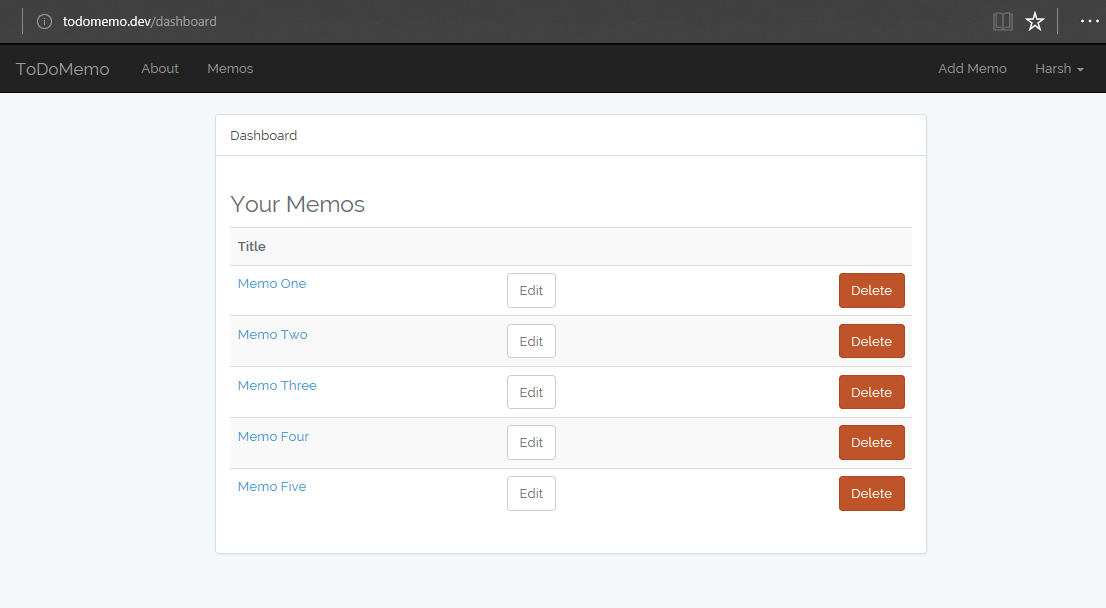 todomemo.dev/dashboard
ToDoMemo About Memos Add Memo Harsh
Dashboard
Your Memos
Title
Memo One Edit Delete
Memo Two Edit Delete
Memo Three Edit Delete
Memo Four Edit Delete
Memo Five Edit Delete